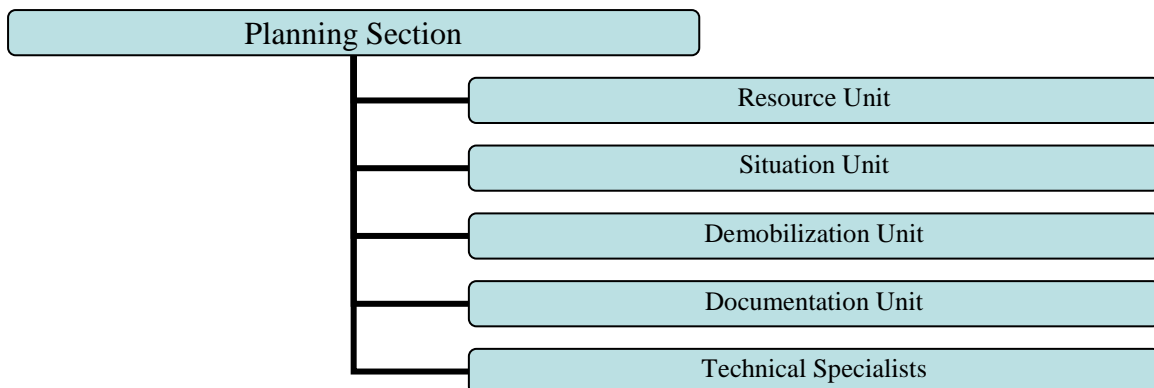 Planning Section
Resource Unit
Situation Unit
Demobilization Unit
Documentation Unit
Technical Specialists